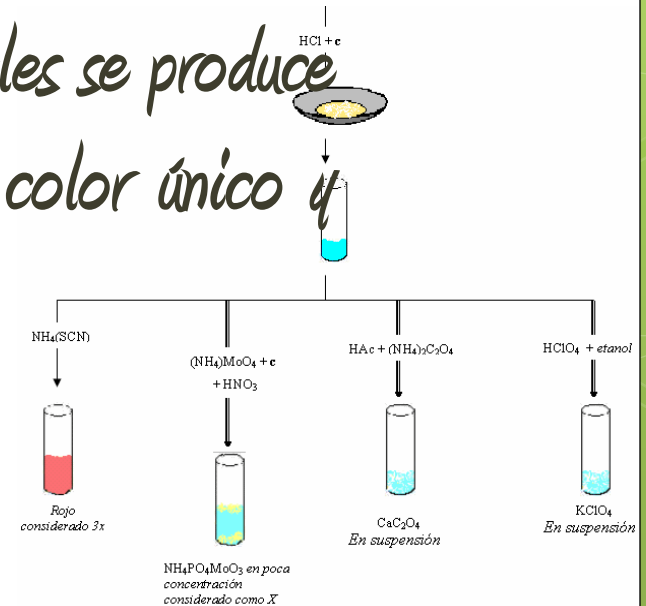 HCl + c
les se produce
color único y
NH₄(SCN)
(NH₄)MoO₄ + c
+ HNO₃
HAc + (NH₄)₂C₂O₄
HClO₄ + etanol
Rojo
considerado 3x
NH₄PO₄MoO₃ en poca
concentración
considerado como X
CaC₂O₄
En suspensión
KClO₄
En suspensión